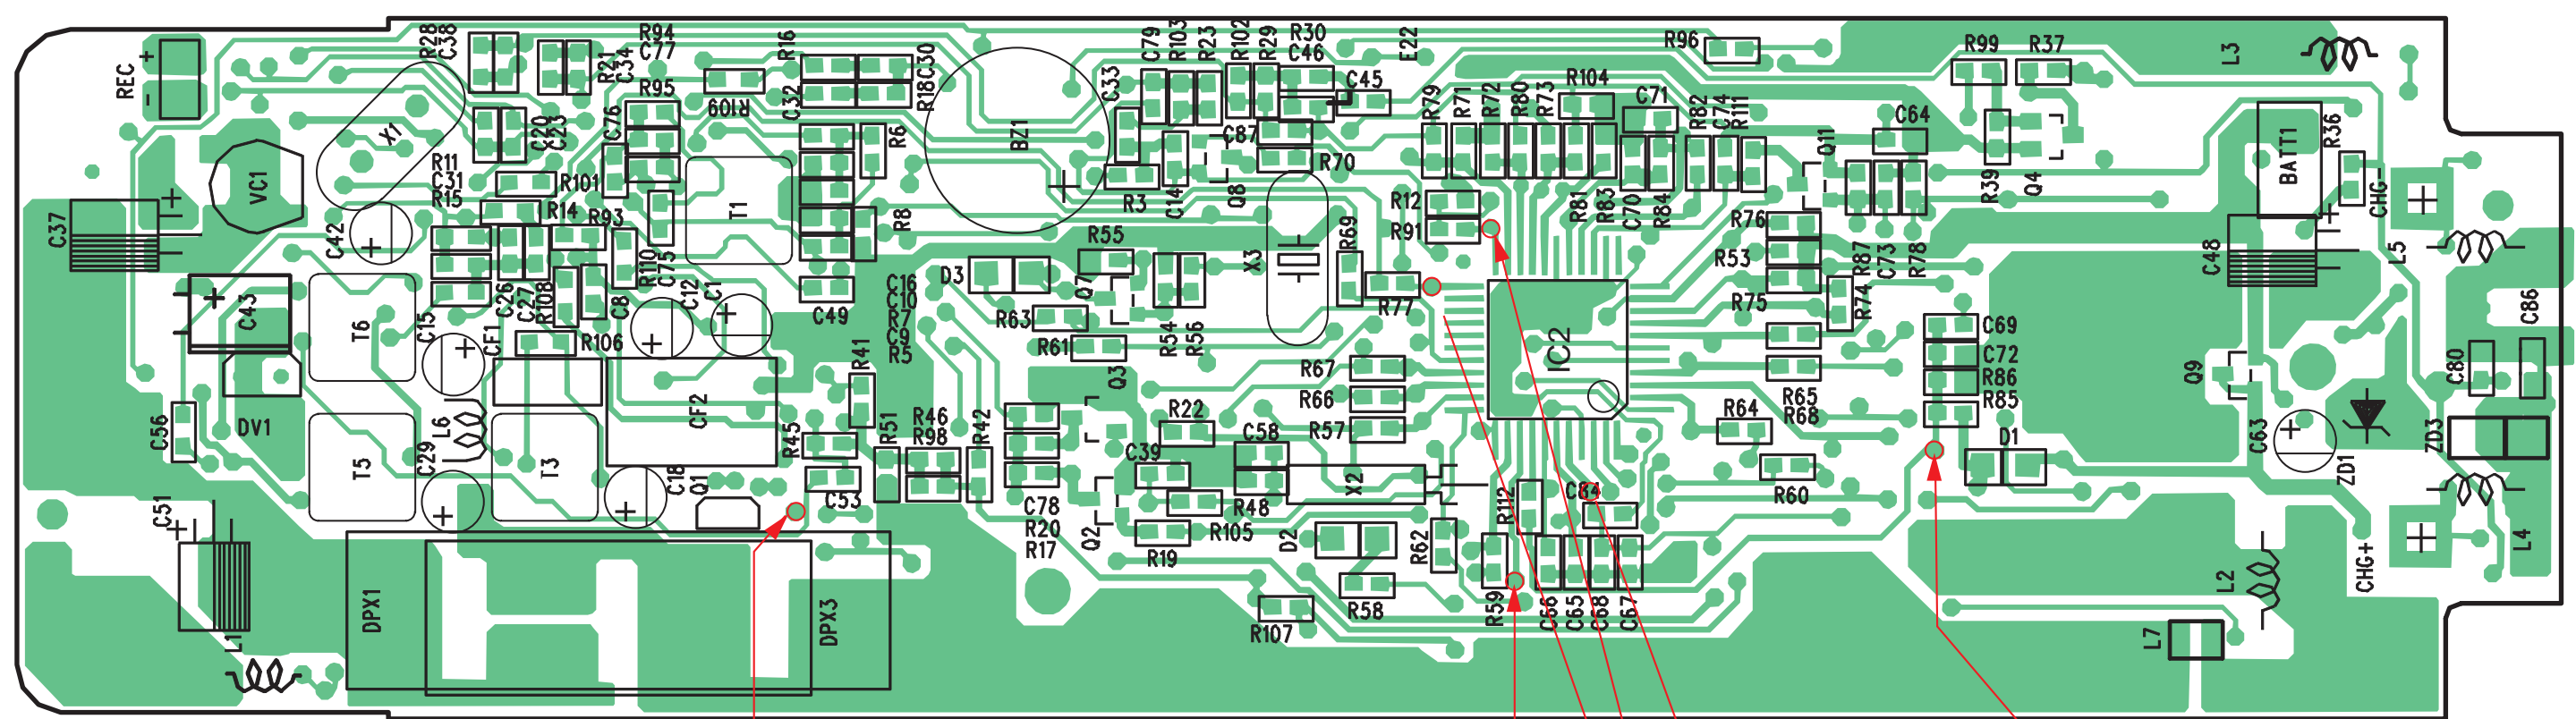 REC + -
R28
C38
R21
C34
R94
C77
R95
R16
R109
C32
R18
C30
BZ1
C33
C79
R103
R23
R102
R29
R30
C46
C45
E22
R96
R99
R37
L3
X1
C20
C23
C76
R6
C87
R70
R79
R71
R72
R80
R73
R104
C71
R82
C74
R111
Q11
C64
BATT1
R36
VC1
R11
C31
R15
R101
R14
R93
T1
R8
R3
C14
Q8
R12
R91
R81
R83
C70
R84
R76
R53
R75
R87
C73
R78
R39
Q4
CHG-
C37
C42
R110
C75
R55
X3
R69
R77
R74
C48
L5
C43
T6
C15
CF1
C26
C27
R108
C8
C12
C1
C49
C16
C10
R7
C9
R5
D3
R63
R61
Q7
R54
R56
IC2
C69
C72
R86
R85
Q9
C80
C86
R106
R41
R67
R66
R57
Q3
R22
R65
R68
R64
R60
D1
C63
ZD1
ZD3
C56
DV1
T5
C29
L6
T3
CF2
C18
Q1
R45
C53
R51
R46
R98
R42
C39
C58
R48
R105
X2
C51
C78
R20
R17
Q2
R19
D2
R62
R112
C84
R58
R59
C66
C65
C68
C67
R107
L2
CHG+
L4
L1
DPX1
DPX3
L7